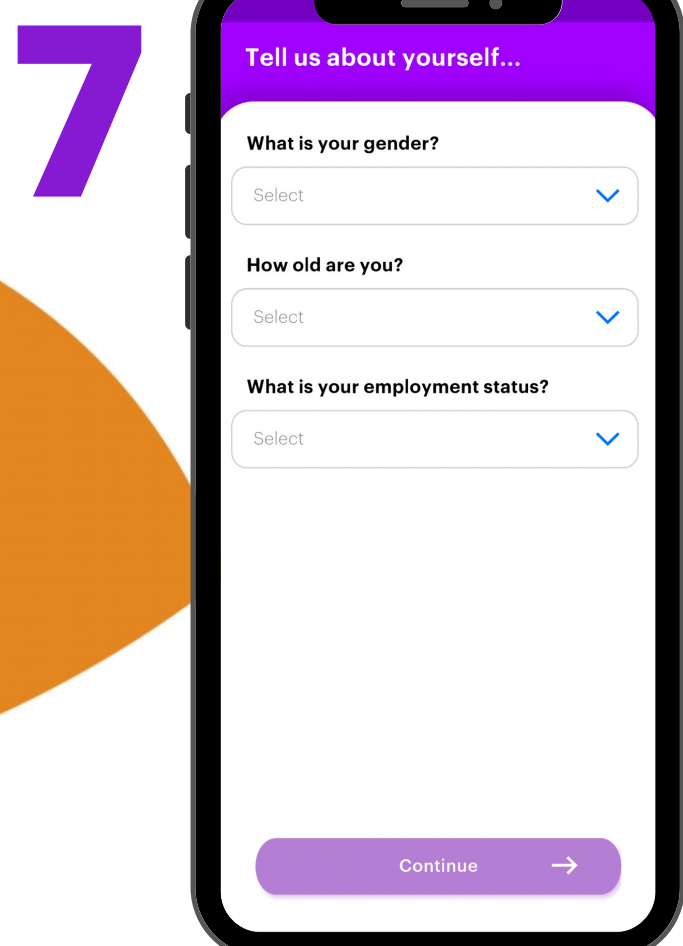 7
Tell us about yourself...
What is your gender?
Select
How old are you?
Select
What is your employment status?
Select
Continue